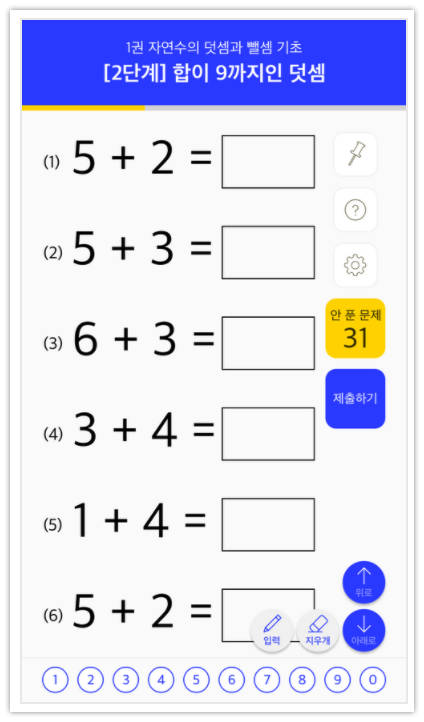 1권 자연수의 덧셈과 뺄셈 기초
[2단계] 합이 9까지인 덧셈
(1) 5 + 2 =
(2) 5 + 3 =
(3) 6 + 3 =
(4) 3 + 4 =
(5) 1 + 4 =
(6) 5 + 2 =
?
안 푼 문제
31
제출하기
위로
입력
지우개
아래로
1 2 3 4 5 6 7 8 9 0